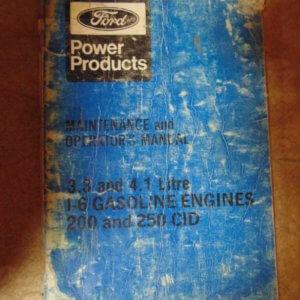 Ford
Power
Products
MAINTENANCE and
OPERATOR'S MANUAL
3.3 and 4.1 Litre
I-6 GASOLINE ENGINES
200 and 250 CID